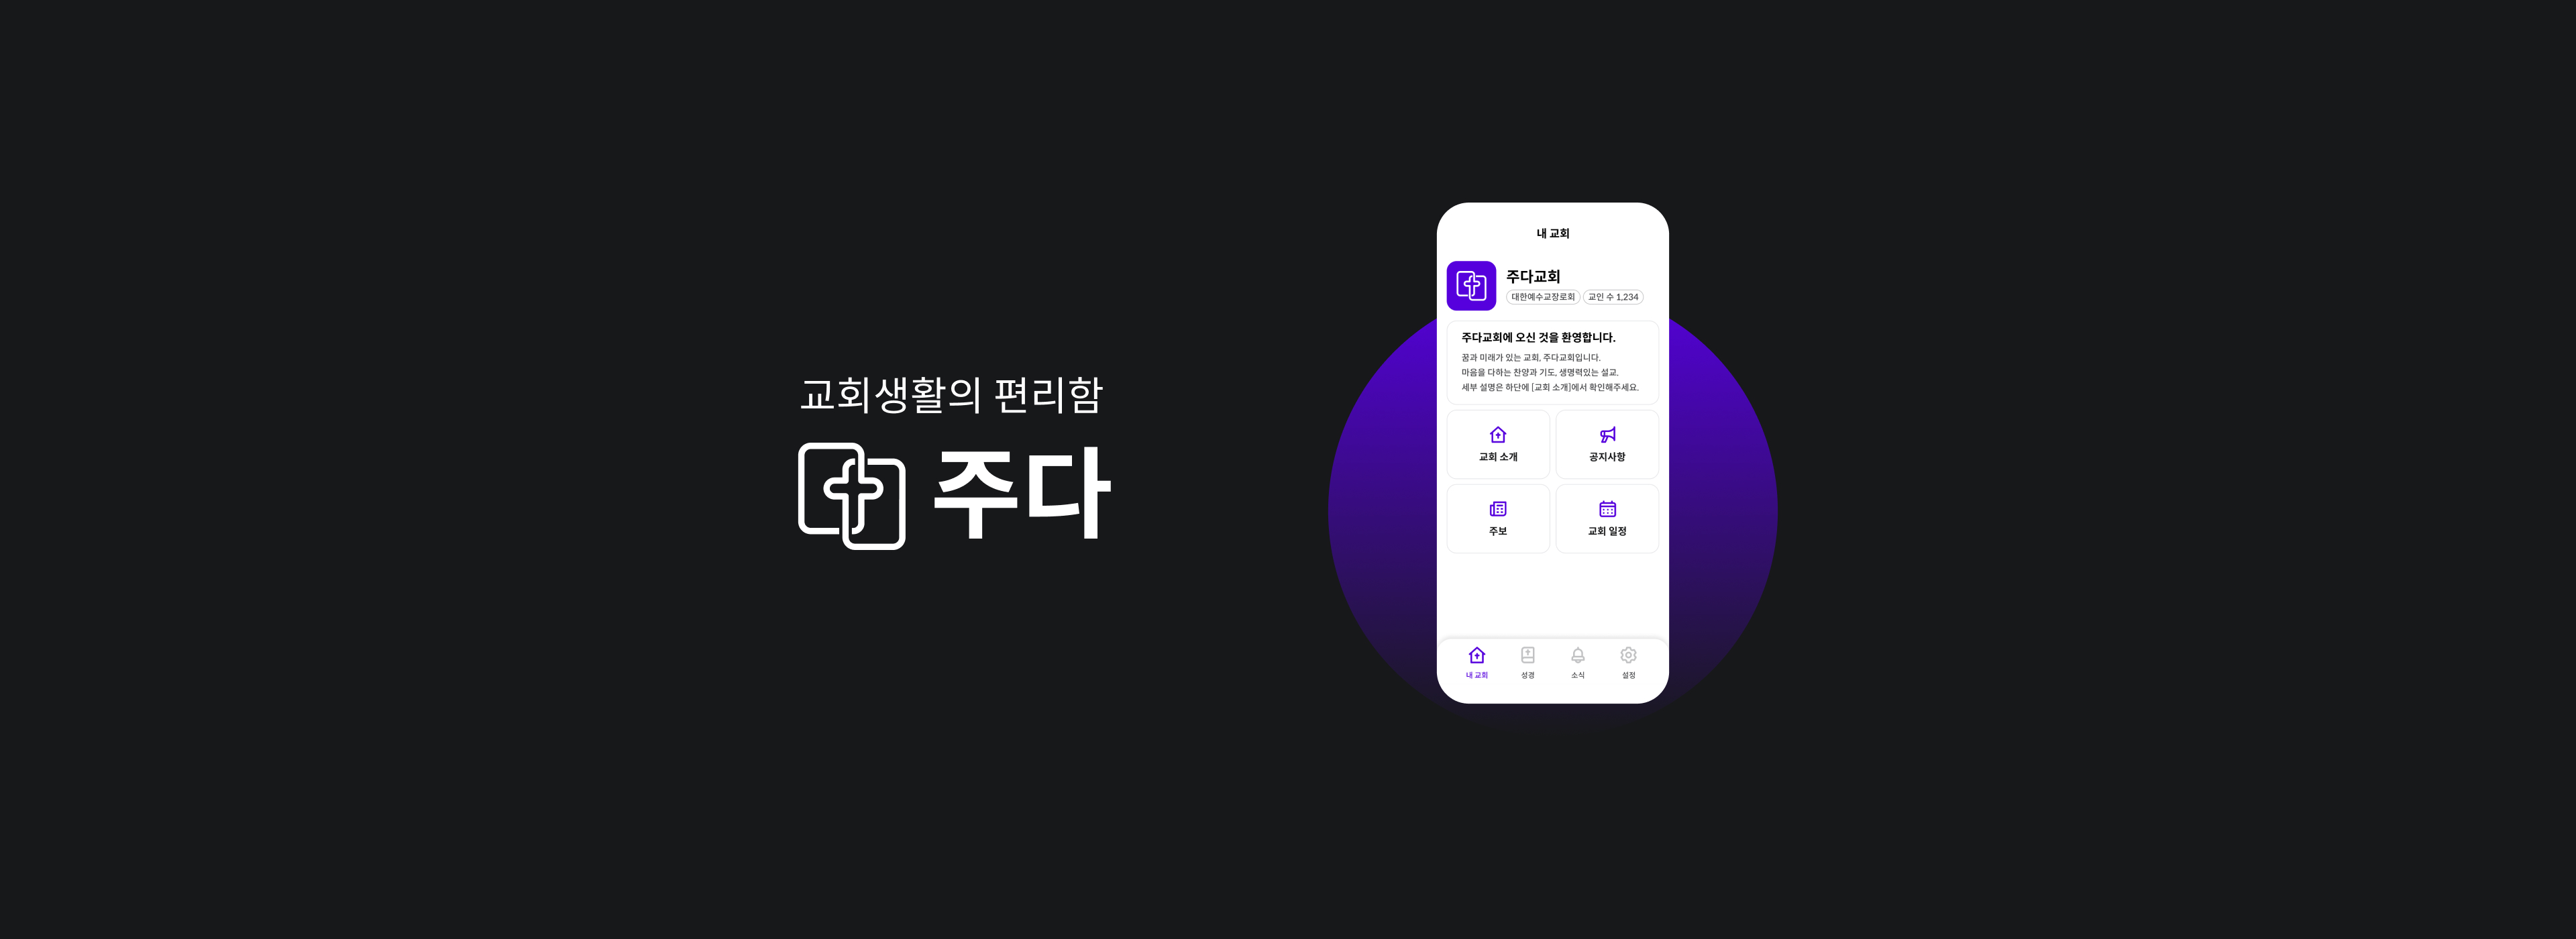 교회생활의 편리함
주다
내 교회
주다교회
대한예수교장로회 교인 수 1,234
주다교회에 오신 것을 환영합니다.
꿈과 미래가 있는 교회, 주다교회입니다.
마음을 다하는 찬양과 기도, 생명력있는 설교.
세부 설명은 하단에 [교회 소개]에서 확인해주세요.
교회 소개 공지사항
주보 교회 일정
내 교회 성경 소식 설정